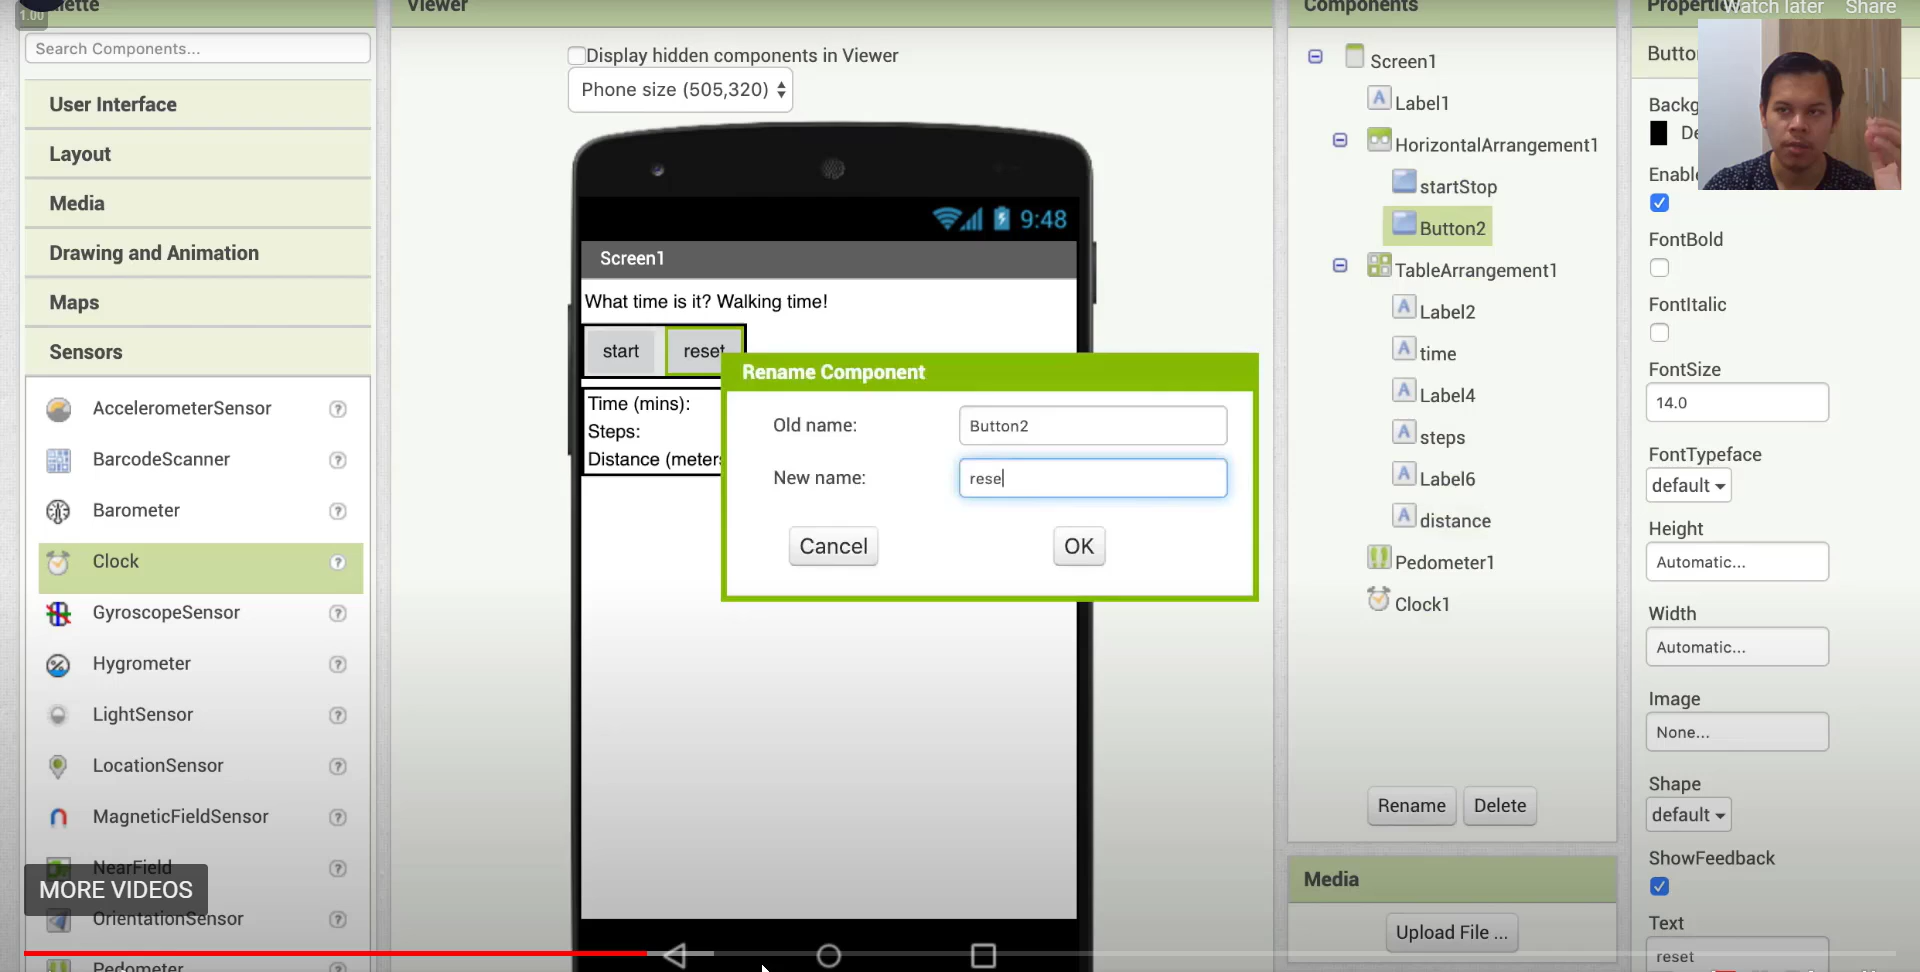 1.00
Viewer
Components
Watch later
Share
Search Components...
User Interface
Layout
Media
Drawing and Animation
Maps
Sensors
AccelerometerSensor
BarcodeScanner
Barometer
Clock
GyroscopeSensor
Hygrometer
LightSensor
LocationSensor
MagneticFieldSensor
NearField
MORE VIDEOS
OrientationSensor
Pedometer
Display hidden components in Viewer
Phone size (505,320)
9:48
Screen1
What time is it? Walking time!
start
reset
Time (mins):
Steps:
Distance (meters
Rename Component
Old name:
Button2
New name:
rese
Cancel
OK
Screen1
Label1
HorizontalArrangement1
startStop
Button2
TableArrangement1
Label2
time
Label4
steps
Label6
distance
Pedometer1
Clock1
Rename
Delete
Media
Upload File ...
FontBold
FontItalic
FontSize
14.0
FontTypeface
default
Height
Automatic...
Width
Automatic...
Image
None...
Shape
default
ShowFeedback
Text
reset